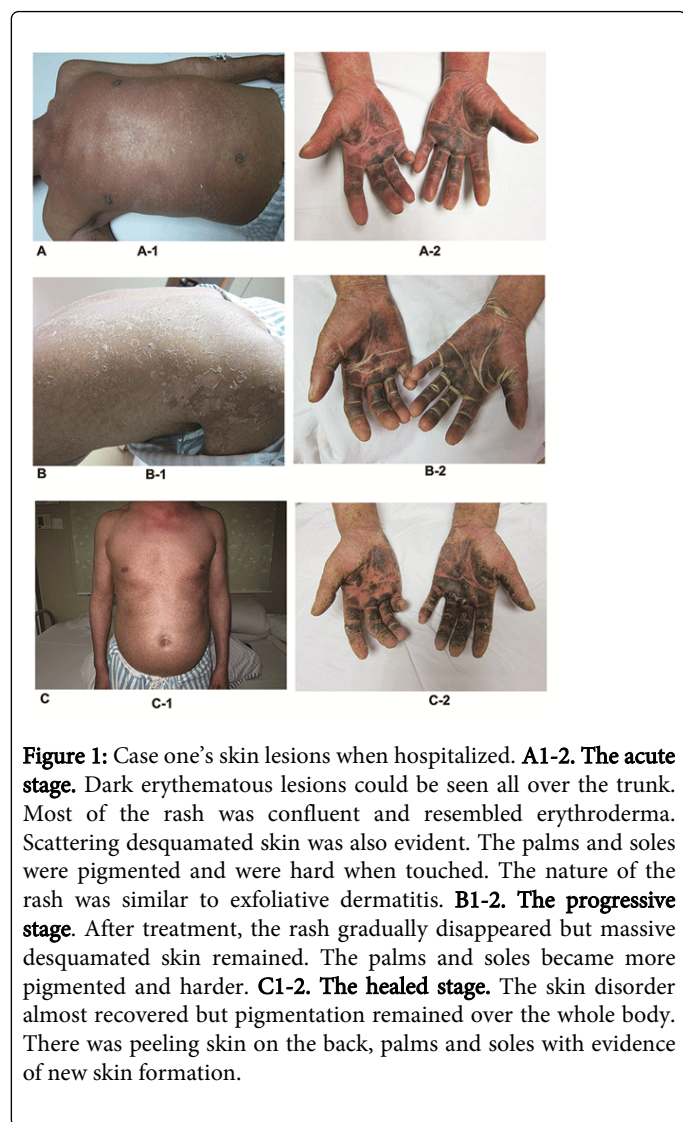 A A-1 A-2
B B-1 B-2
C C-1 C-2
Figure 1: Case one's skin lesions when hospitalized. A1-2. The acute
stage. Dark erythematous lesions could be seen all over the trunk.
Most of the rash was confluent and resembled erythroderma.
Scattering desquamated skin was also evident. The palms and soles
were pigmented and were hard when touched. The nature of the
rash was similar to exfoliative dermatitis. B1-2. The progressive
stage. After treatment, the rash gradually disappeared but massive
desquamated skin remained. The palms and soles became more
pigmented and harder. C1-2. The healed stage. The skin disorder
almost recovered but pigmentation remained over the whole body.
There was peeling skin on the back, palms and soles with evidence
of new skin formation.